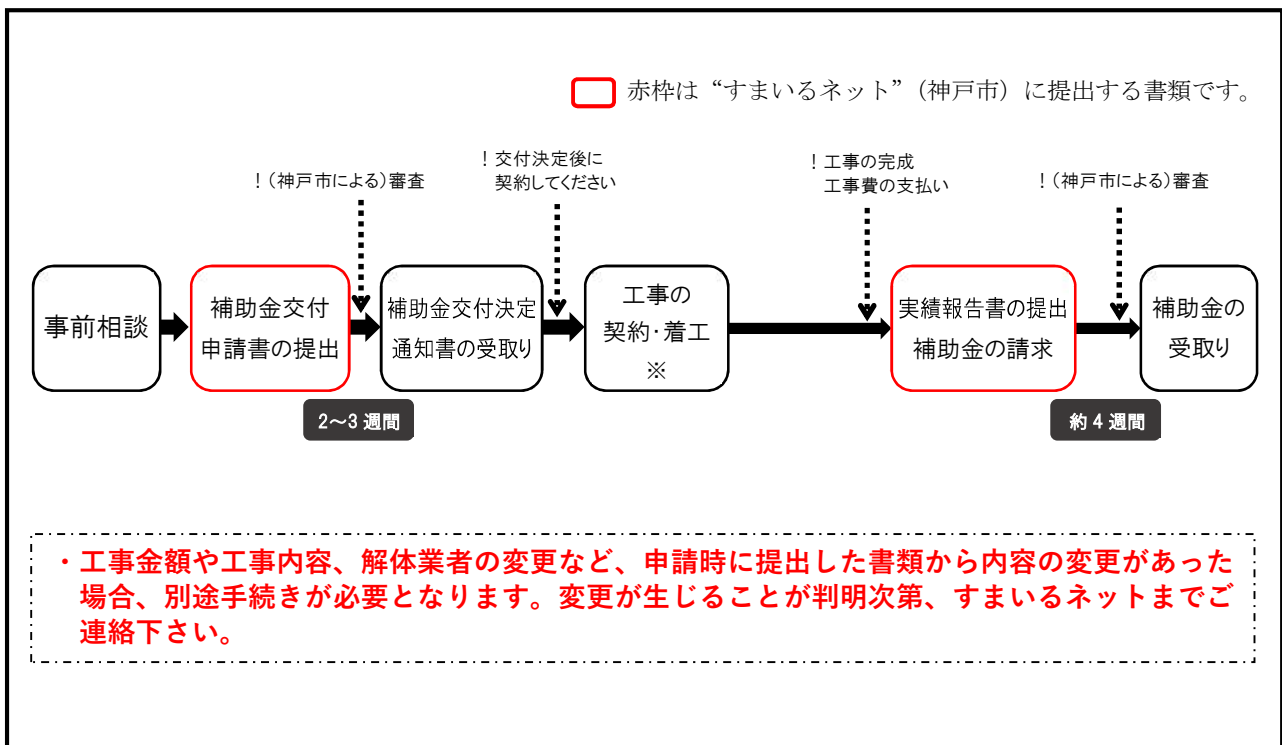 赤枠は“すまいるネット”（神戸市）に提出する書類です。
！（神戸市による）審査
！交付決定後に
契約してください
！工事の完成
工事費の支払い
！（神戸市による）審査
事前相談
補助金交付
申請書の提出
補助金交付決定
通知書の受取り
工事の
契約・着工
※
実績報告書の提出
補助金の請求
補助金の
受取り
2～3 週間
約 4 週間
・工事金額や工事内容、解体業者の変更など、申請時に提出した書類から内容の変更があった
場合、別途手続きが必要となります。変更が生じることが判明次第、すまいるネットまでご
連絡下さい。